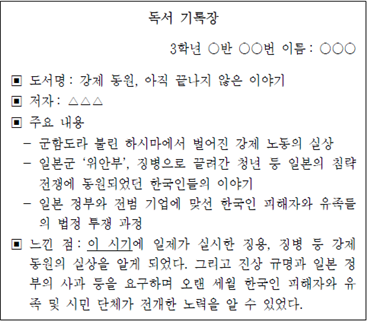 독서 기록장
3학년 ○반 ○○번 이름 : ○○○
▣ 도서명 : 강제 동원, 아직 끝나지 않은 이야기
▣ 저자 : △△△
▣ 주요 내용
- 군함도라 불린 하시마에서 벌어진 강제 노동의 실상
- 일본군 ‘위안부’, 징병으로 끌려간 청년 등 일본의 침략
전쟁에 동원되었던 한국인들의 이야기
- 일본 정부와 전범 기업에 맞선 한국인 피해자와 유족들
의 법정 투쟁 과정
▣ 느낀 점 : 이 시기에 일제가 실시한 징용, 징병 등 강제
동원의 실상을 알게 되었다. 그리고 진상 규명과 일본 정
부의 사과 등을 요구하며 오랜 세월 한국인 피해자와 유
족 및 시민 단체가 전개한 노력을 알 수 있었다.